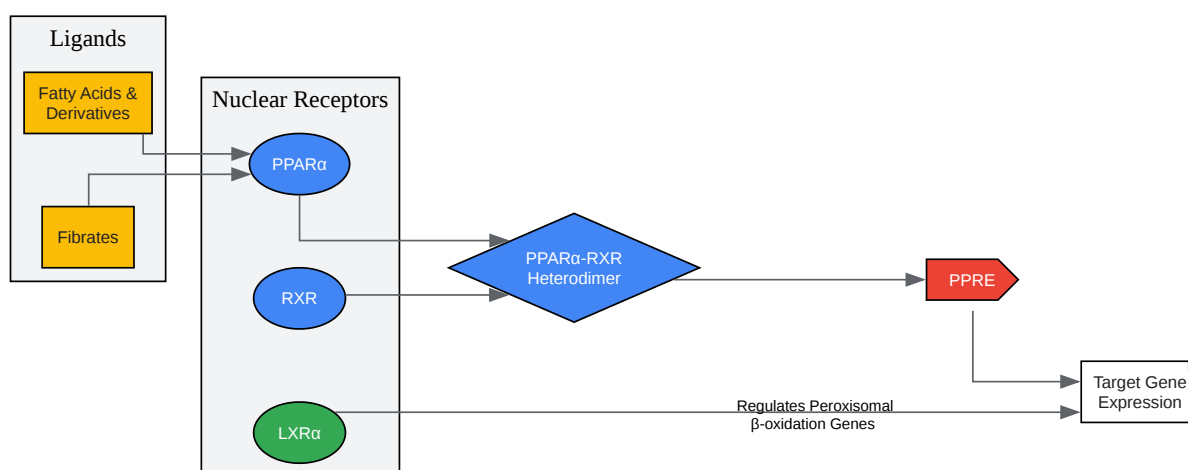 Ligands
Fatty Acids &
Derivatives
Fibrates
Nuclear Receptors
PPARα
RXR
LXRα
PPARα-RXR
Heterodimer
PPRE
Regulates Peroxisomal
β-oxidation Genes
Target Gene
Expression